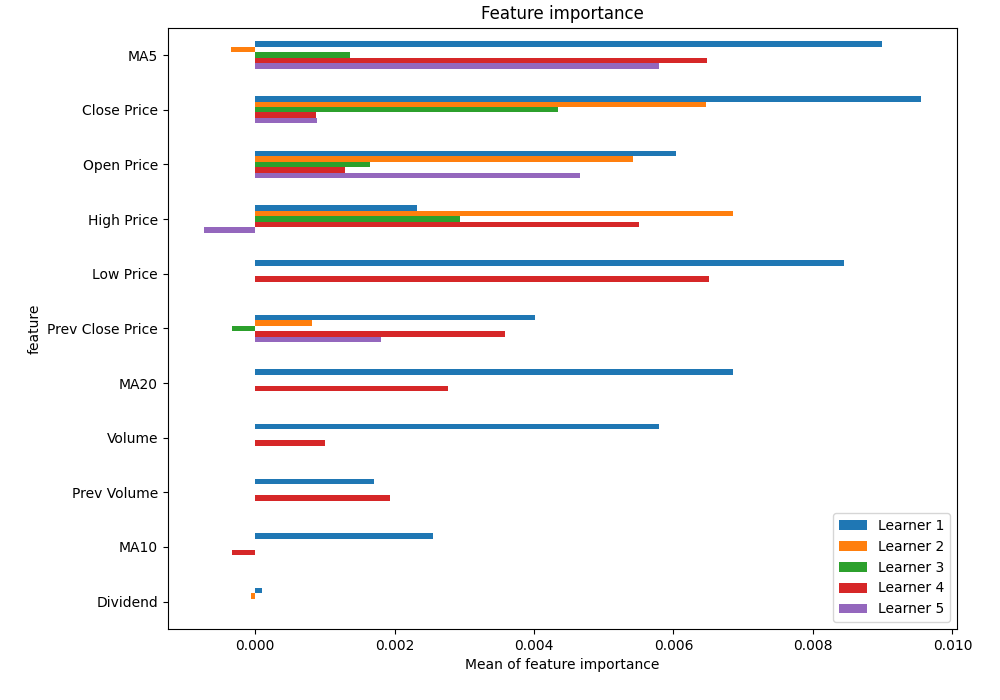 Feature importance
MA5
Close Price
Open Price
High Price
Low Price
Prev Close Price
MA20
Volume
Prev Volume
MA10
Dividend
feature
0.000 0.002 0.004 0.006 0.008 0.010
Mean of feature importance
Learner 1
Learner 2
Learner 3
Learner 4
Learner 5